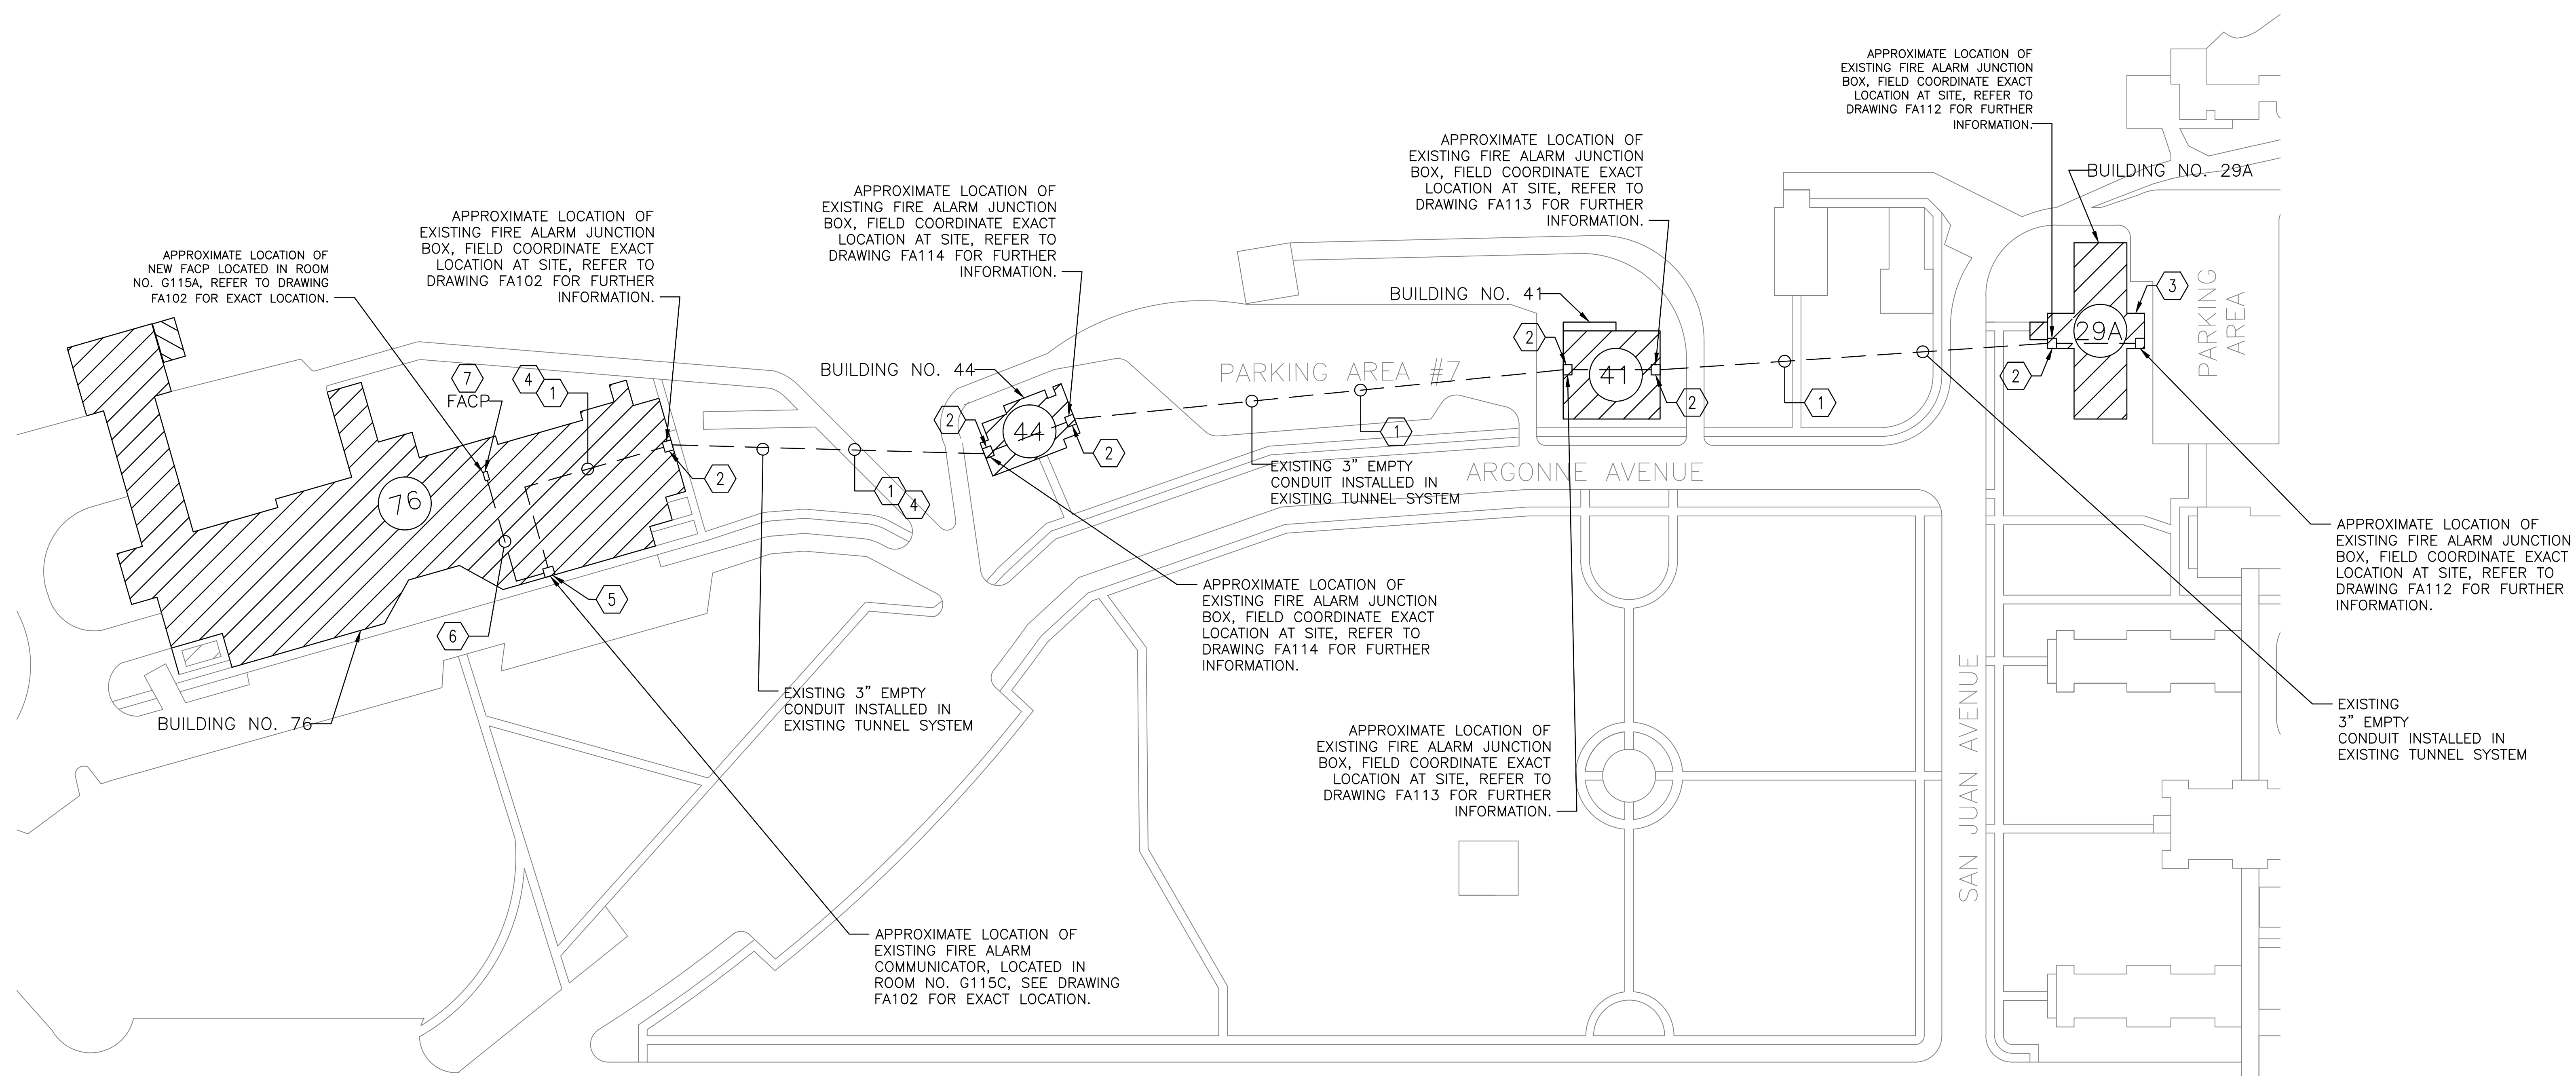 APPROXIMATE LOCATION OF
NEW FACP LOCATED IN ROOM
NO. G115A, REFER TO DRAWING
FA102 FOR EXACT LOCATION.
APPROXIMATE LOCATION OF
EXISTING FIRE ALARM JUNCTION
BOX, FIELD COORDINATE EXACT
LOCATION AT SITE, REFER TO
DRAWING FA102 FOR FURTHER
INFORMATION.
APPROXIMATE LOCATION OF
EXISTING FIRE ALARM JUNCTION
BOX, FIELD COORDINATE EXACT
LOCATION AT SITE, REFER TO
DRAWING FA114 FOR FURTHER
INFORMATION.
APPROXIMATE LOCATION OF
EXISTING FIRE ALARM JUNCTION
BOX, FIELD COORDINATE EXACT
LOCATION AT SITE, REFER TO
DRAWING FA113 FOR FURTHER
INFORMATION.
APPROXIMATE LOCATION OF
EXISTING FIRE ALARM JUNCTION
BOX, FIELD COORDINATE EXACT
LOCATION AT SITE, REFER TO
DRAWING FA112 FOR FURTHER
INFORMATION.
BUILDING NO. 29A
29A
3
2
PARKING
AREA
7
FACP
4
1
76
2
5
6
BUILDING NO. 76
1
4
EXISTING 3" EMPTY
CONDUIT INSTALLED IN
EXISTING TUNNEL SYSTEM
BUILDING NO. 44
2
44
2
PARKING AREA #7
1
EXISTING 3" EMPTY
CONDUIT INSTALLED IN
EXISTING TUNNEL SYSTEM
BUILDING NO. 41
2
41
2
1
ARGONNE AVENUE
SAN JUAN AVENUE
APPROXIMATE LOCATION OF
EXISTING FIRE ALARM JUNCTION
BOX, FIELD COORDINATE EXACT
LOCATION AT SITE, REFER TO
DRAWING FA114 FOR FURTHER
INFORMATION.
APPROXIMATE LOCATION OF
EXISTING FIRE ALARM JUNCTION
BOX, FIELD COORDINATE EXACT
LOCATION AT SITE, REFER TO
DRAWING FA113 FOR FURTHER
INFORMATION.
APPROXIMATE LOCATION OF
EXISTING FIRE ALARM JUNCTION
BOX, FIELD COORDINATE EXACT
LOCATION AT SITE, REFER TO
DRAWING FA112 FOR FURTHER
INFORMATION.
EXISTING
3" EMPTY
CONDUIT INSTALLED IN
EXISTING TUNNEL SYSTEM
APPROXIMATE LOCATION OF
EXISTING FIRE ALARM
COMMUNICATOR, LOCATED IN
ROOM NO. G115C, SEE DRAWING
FA102 FOR EXACT LOCATION.